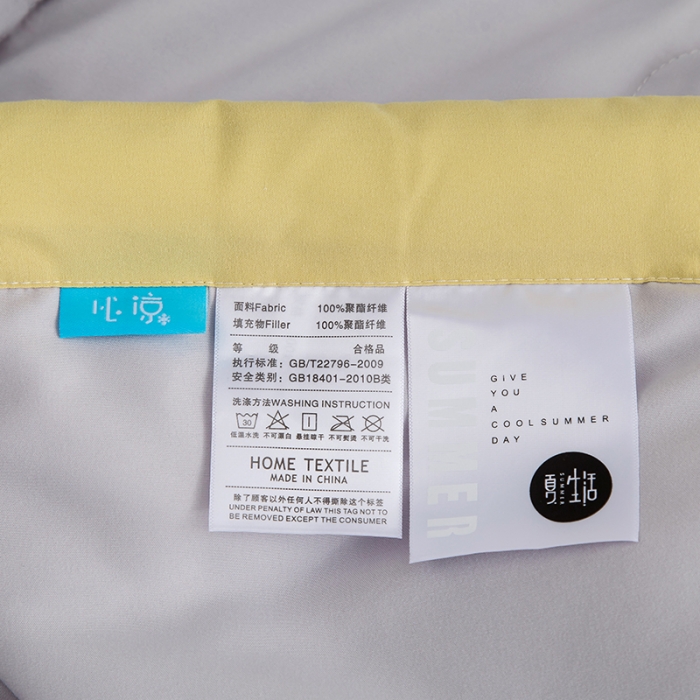 心凉
面料Fabric 100%聚酯纤维
填充物Filler 100%聚酯纤维
等 级 合格品
执行标准: GB/T22796-2009
安全类别: GB18401-2010B类
洗涤方法WASHING INSTRUCTION
30
低温水洗 不可漂白 悬挂晾干 不可熨烫 不可干洗
HOME TEXTILE
MADE IN CHINA
除了顾客以外任何人不得撕除这个标签
UNDER PENALTY OF LAW THIS TAG NOT TO
BE REMOVED EXCEPT THE CONSUMER
SUMMER
GIVE
YOU
A
COOLSUMMER
DAY
夏生活
SUMMER